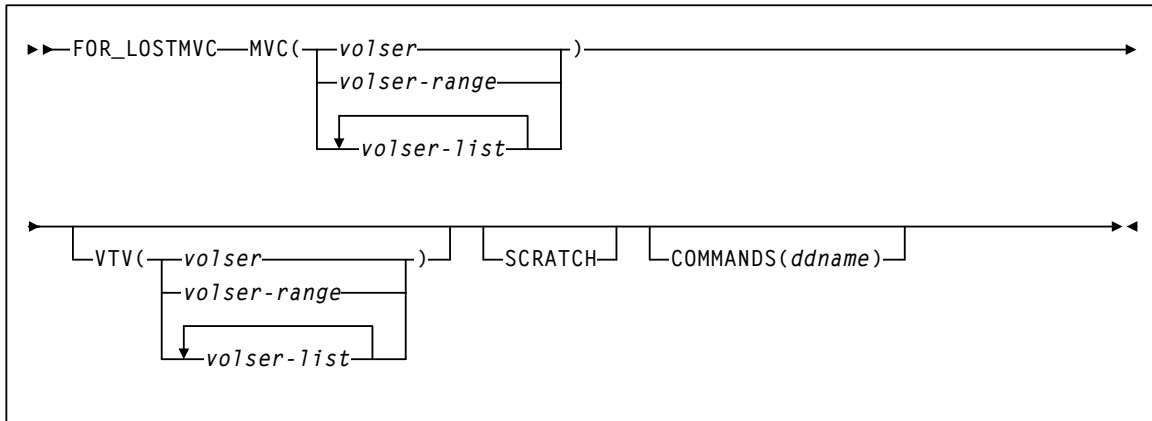 FOR_LOSTMVC MVC( volser )
volser-range
volser-list
VTV( volser ) SCRATCH COMMANDS(ddname)
volser-range
volser-list